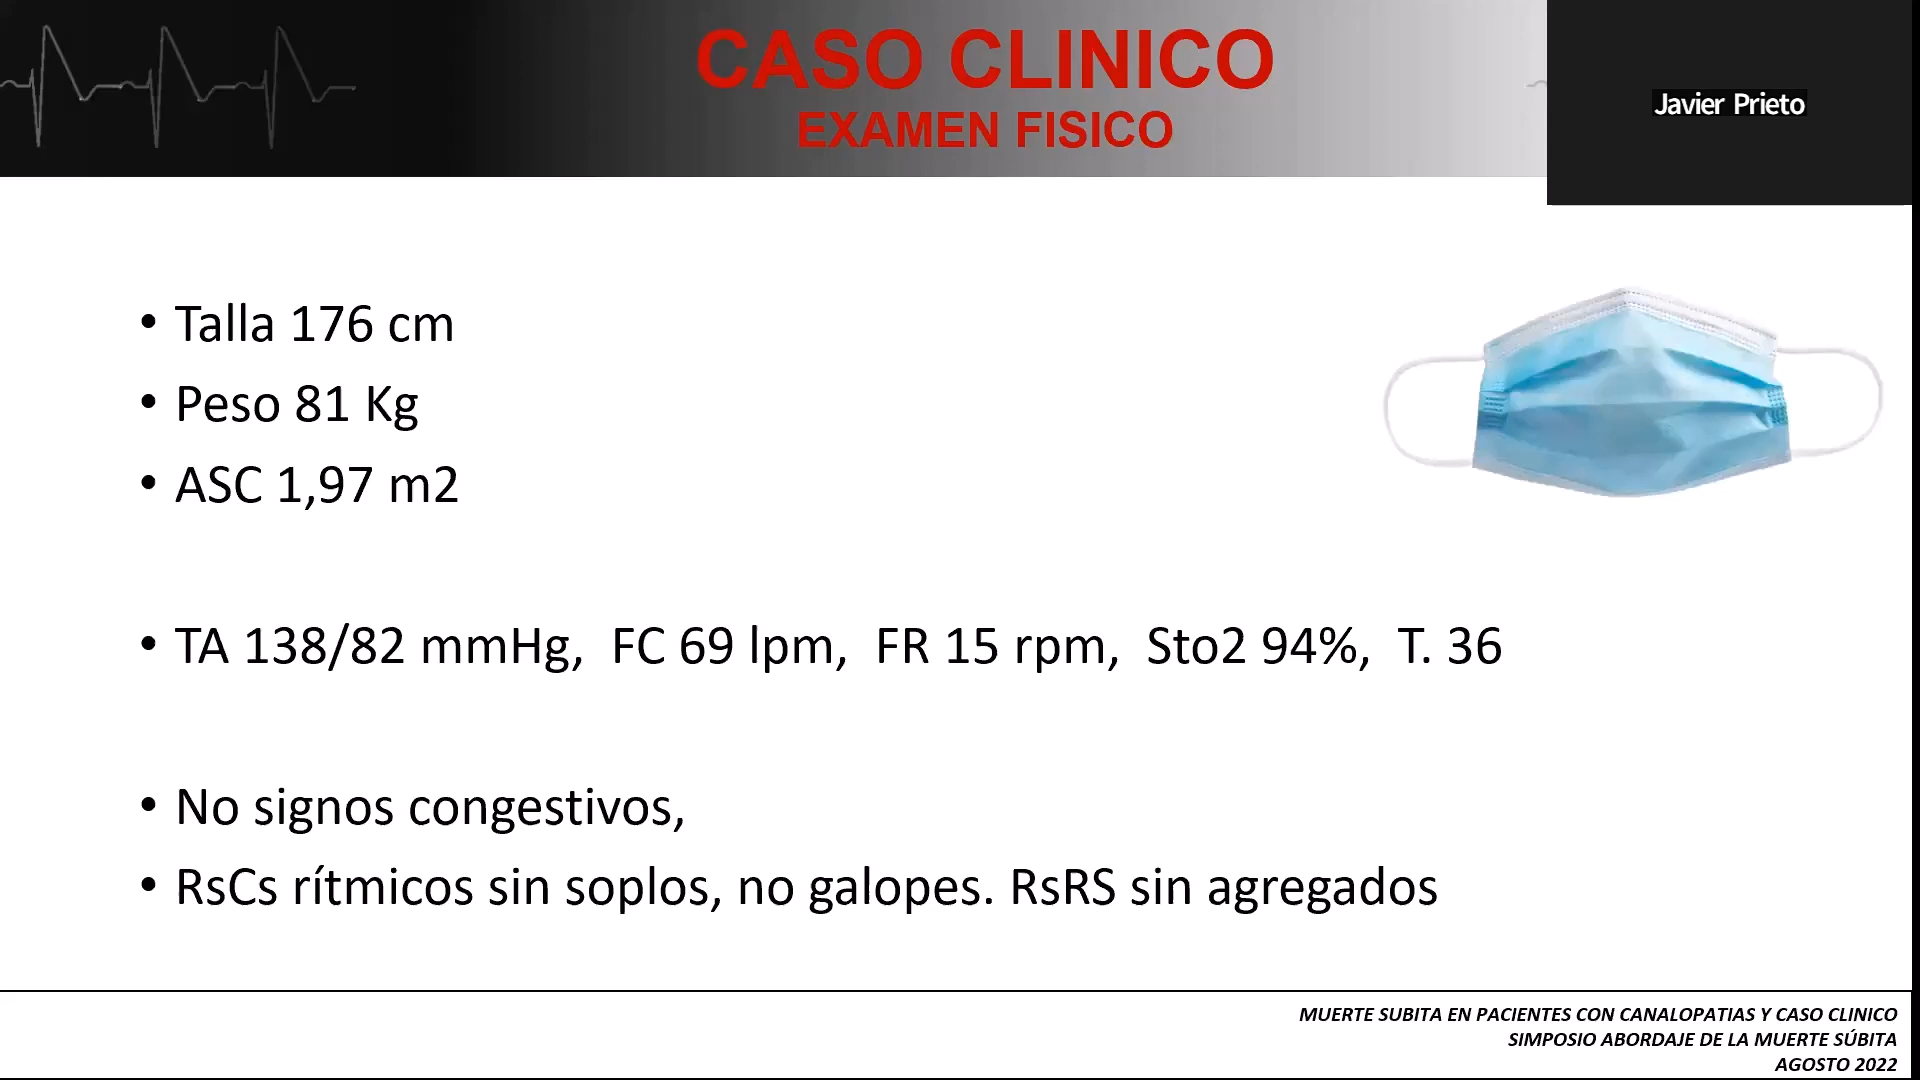 CASO CLINICO
EXAMEN FISICO
Javier Prieto
• Talla 176 cm
• Peso 81 Kg
• ASC 1,97 m2
• TA 138/82 mmHg, FC 69 lpm, FR 15 rpm, Sto2 94%, T. 36
• No signos congestivos,
• RsCs rítmicos sin soplos, no galopes. RsRS sin agregados
MUERTE SUBITA EN PACIENTES CON CANALOPATIAS Y CASO CLINICO
SIMPOSIO ABORDAJE DE LA MUERTE SÚBITA
AGOSTO 2022